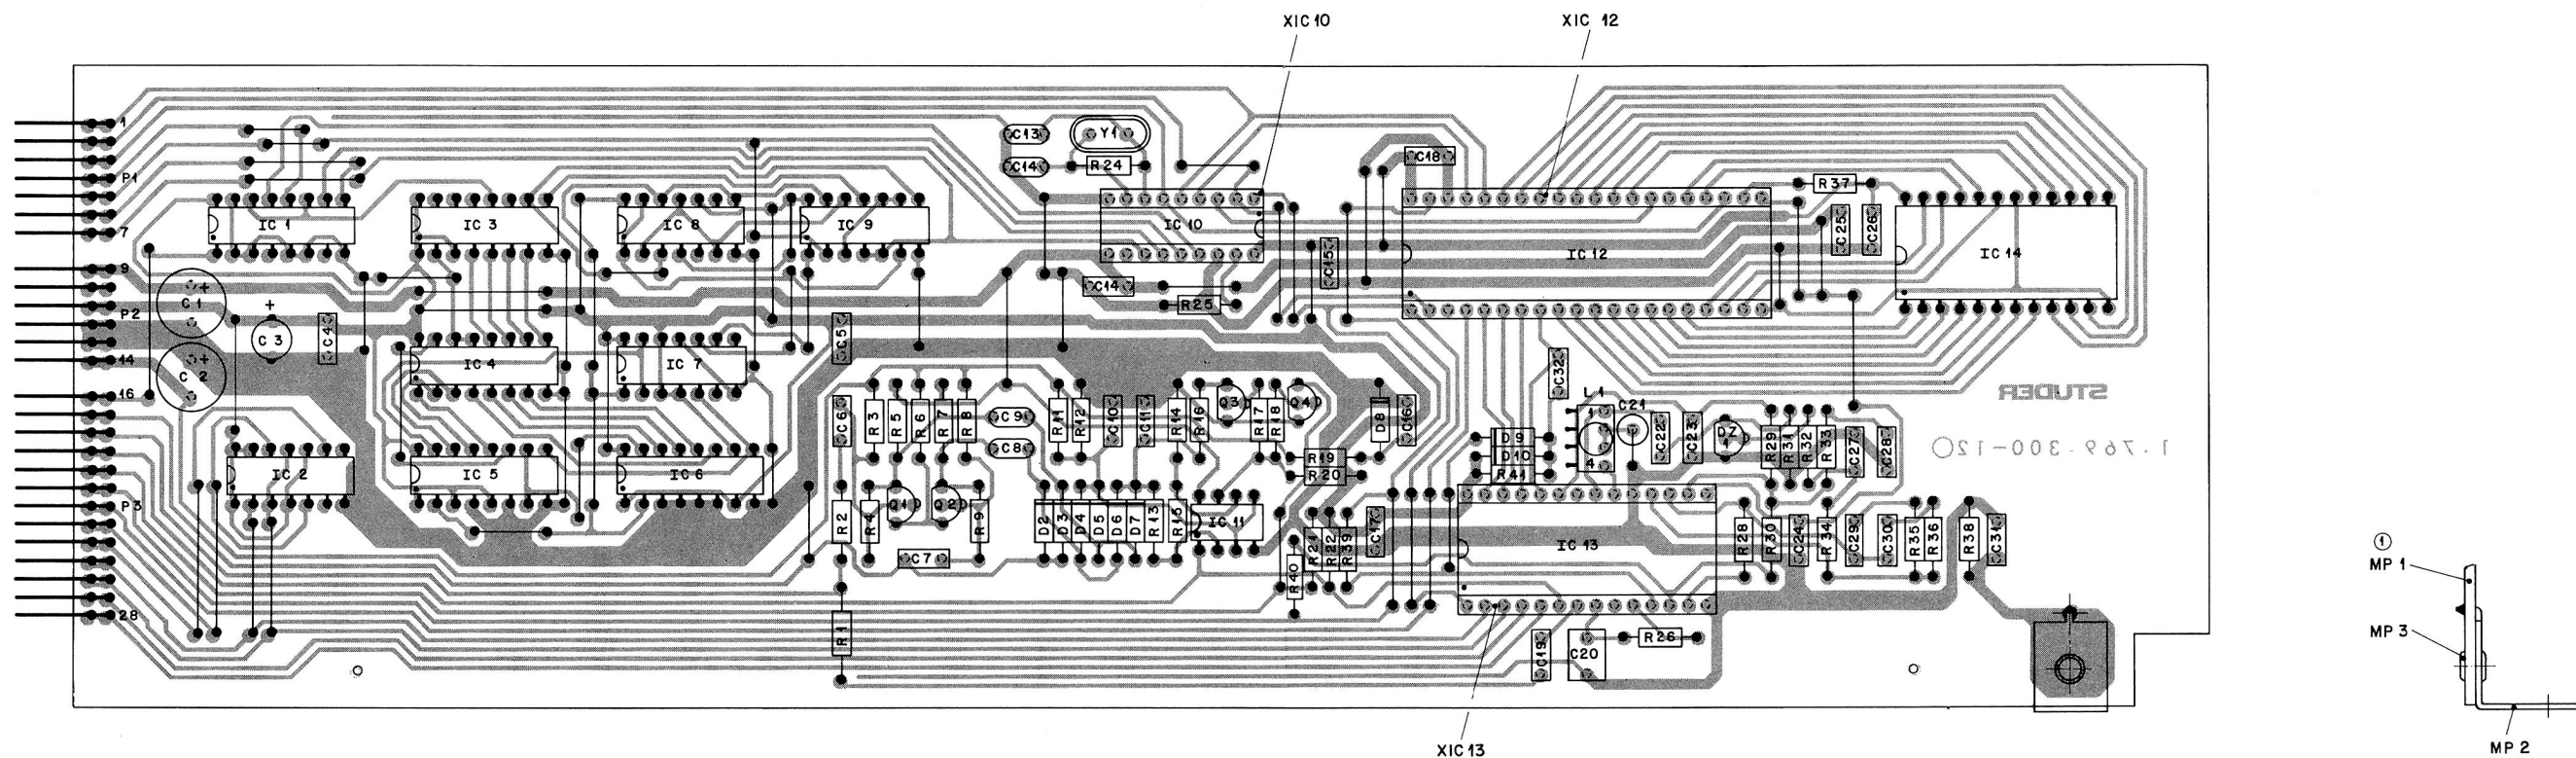 XIC 10
XIC 12
1
P1
7
9
P2
14
16
P3
28
C13
Y1
C14
R24
C18
R37
IC 1
IC 3
IC 8
IC 9
IC 10
IC 12
C25
C26
IC 14
C 1
+
C 2
+
+
C 3
C4
C5
C14
R25
C15
IC 4
IC 7
C32
STUDER
C6
R3
R5
R6
R7
R8
C9
C8
R11
R12
C10
C11
R14
R16
Q3
R17
R18
Q4
D8
C16
L1
1
4
C21
C22
C23
DZ
R29
R31
R32
R33
C27
C28
1.769.300-12
D9
D10
R41
R19
R20
IC 2
IC 5
IC 6
R2
R4
Q1
Q2
R9
C7
D2
D3
D4
D5
D6
D7
R13
R15
IC 11
R40
R21
R22
R39
C17
IC 13
R28
R30
C24
R34
C29
C30
R35
R36
R38
C31
R1
C19
C20
R26
XIC 13
1
MP 1
MP 3
MP 2